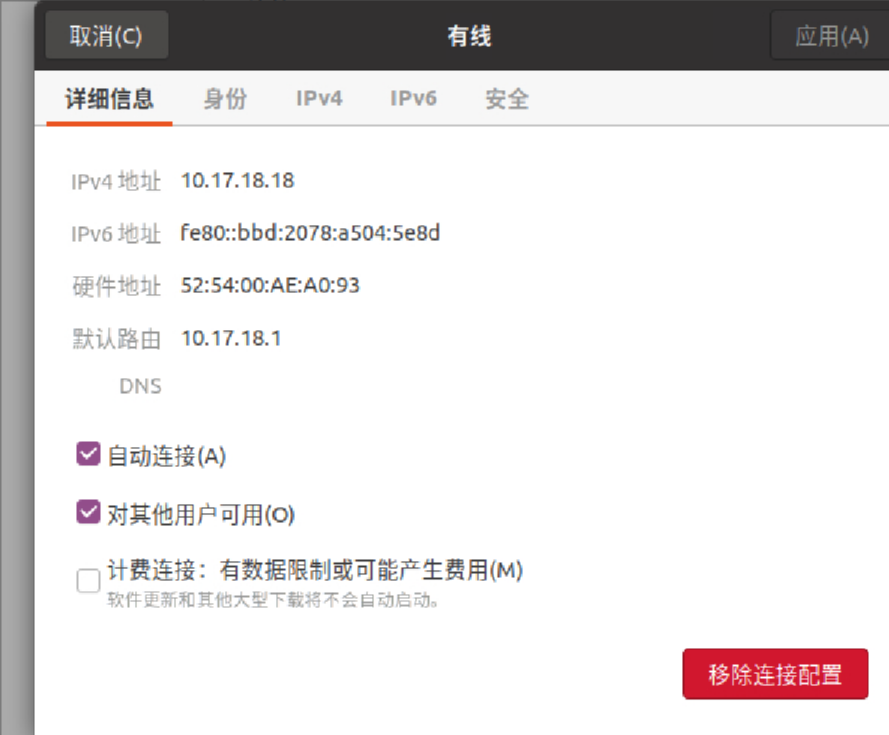 取消(C) 有线 应用(A)
详细信息 身份 IPv4 IPv6 安全
IPv4 地址 10.17.18.18
IPv6 地址 fe80::bbd:2078:a504:5e8d
硬件地址 52:54:00:AE:A0:93
默认路由 10.17.18.1
DNS
自动连接(A)
对其他用户可用(O)
计费连接：有数据限制或可能产生费用(M)
软件更新和其他大型下载将不会自动启动。
移除连接配置